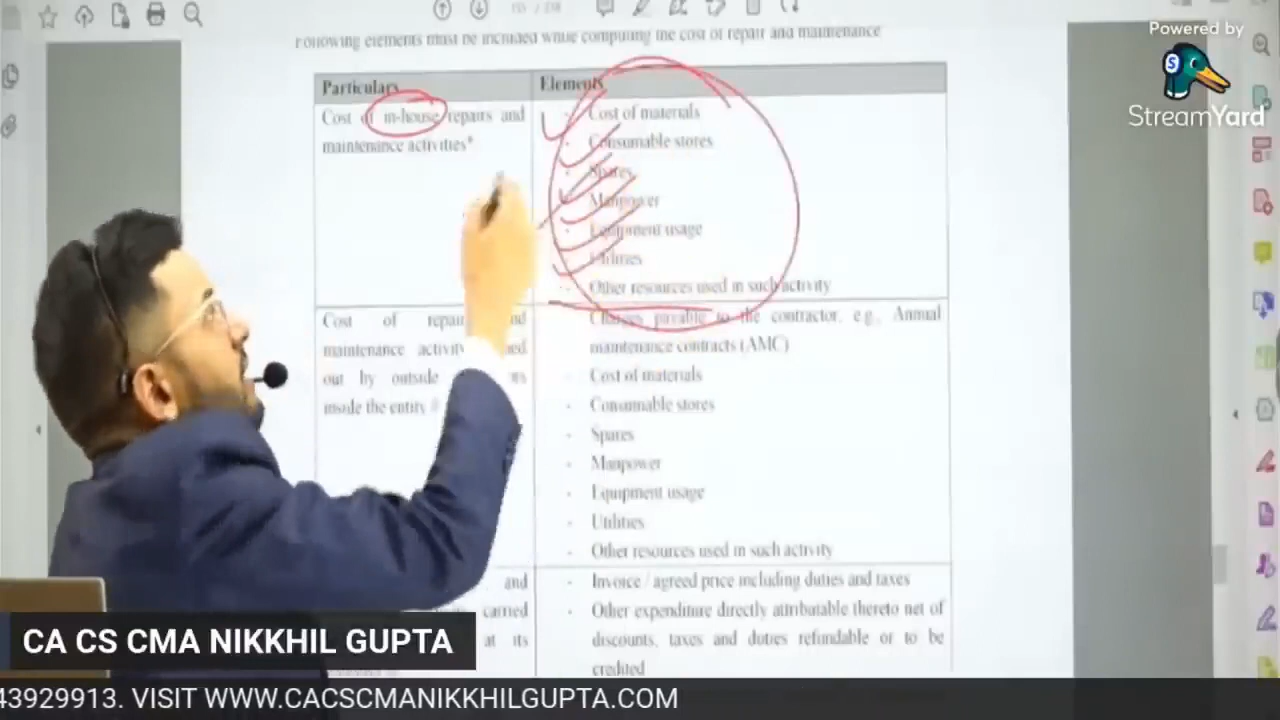 Powered by
StreamYard
Following elements must be included while computing the cost of repair and maintenance
Particulars
Elements
Cost of in-house repairs and
maintenance activities*
- Cost of materials
- Consumable stores
- Spares
- Manpower
- Equipment usage
- Utilities
- Other resources used in such activity
Cost of
maintenance
out by outside
inside the entity #
- Charges payable to the contractor, e.g., Annual
maintenance contracts (AMC)
- Cost of materials
- Consumable stores
- Spares
- Manpower
- Equipment usage
- Utilities
- Other resources used in such activity
and
carried
at its
- Invoice / agreed price including duties and taxes
- Other expenditure directly attributable thereto net of
discounts, taxes and duties refundable or to be
credited
CA CS CMA NIKKHIL GUPTA
43929913. VISIT WWW.CACSCMANIKKHILGUPTA.COM